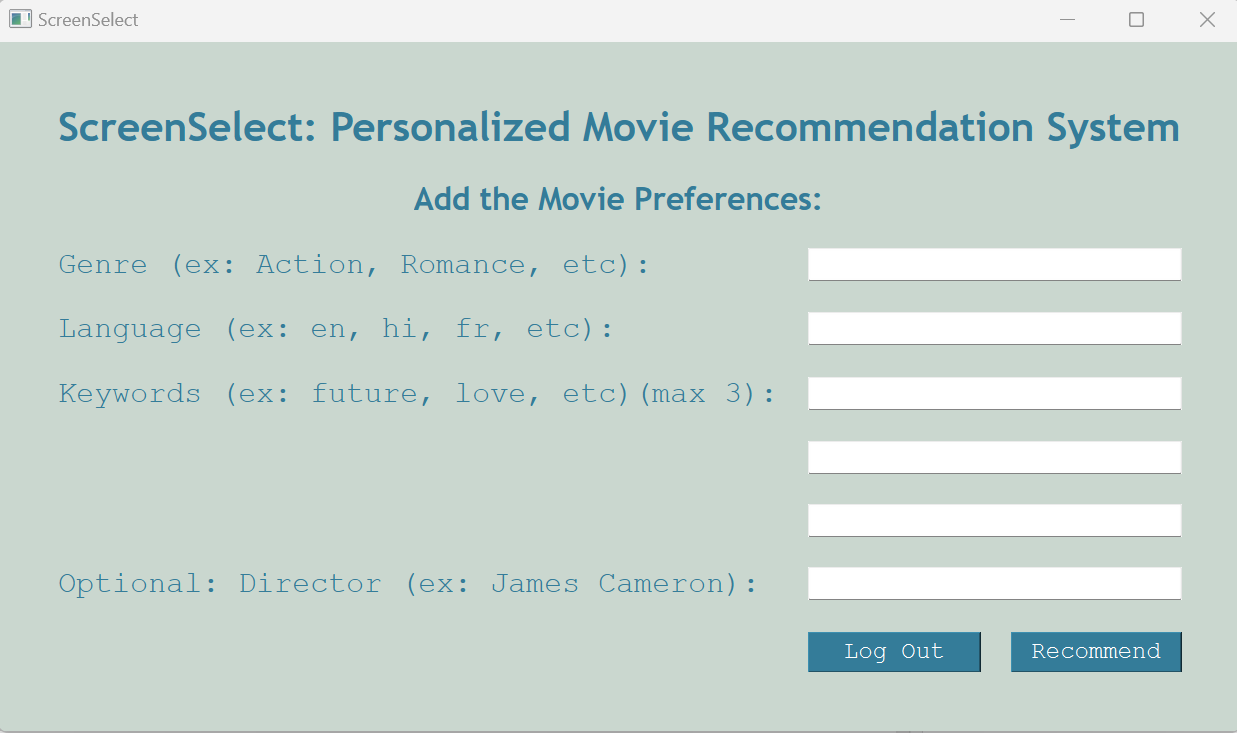 ScreenSelect
ScreenSelect: Personalized Movie Recommendation System
Add the Movie Preferences:
Genre (ex: Action, Romance, etc):
Language (ex: en, hi, fr, etc):
Keywords (ex: future, love, etc)(max 3):
Optional: Director (ex: James Cameron):
Log Out Recommend